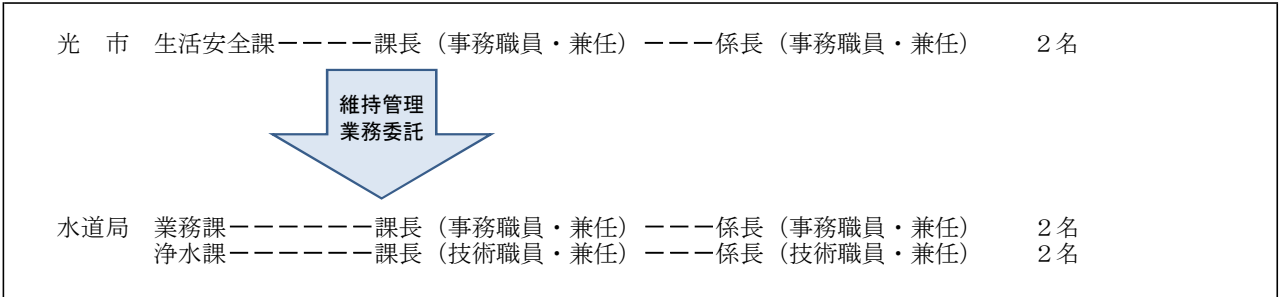 光　市　生活安全課ーーーー課長（事務職員・兼任）ーーー係長（事務職員・兼任）　　２名
維持管理
業務委託
水道局　業務課ーーーーーー課長（事務職員・兼任）ーーー係長（事務職員・兼任）　　２名
浄水課ーーーーーー課長（技術職員・兼任）ーーー係長（技術職員・兼任）　　２名